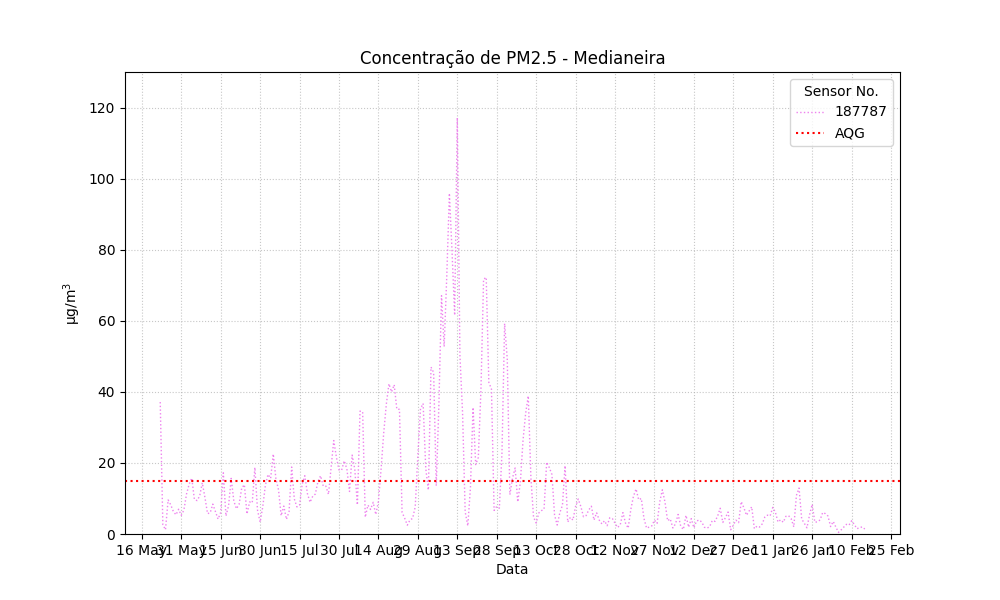 Concentração de PM2.5 - Medianeira
Sensor No.
187787
AQG
120
100
80
60
40
20
0
µg/m³
16 May 31 May 15 Jun 30 Jun 15 Jul 30 Jul 14 Aug 29 Aug 13 Sep 28 Sep 13 Oct 28 Oct 12 Nov 27 Nov 12 Dec 27 Dec 11 Jan 26 Jan 10 Feb 25 Feb
Data